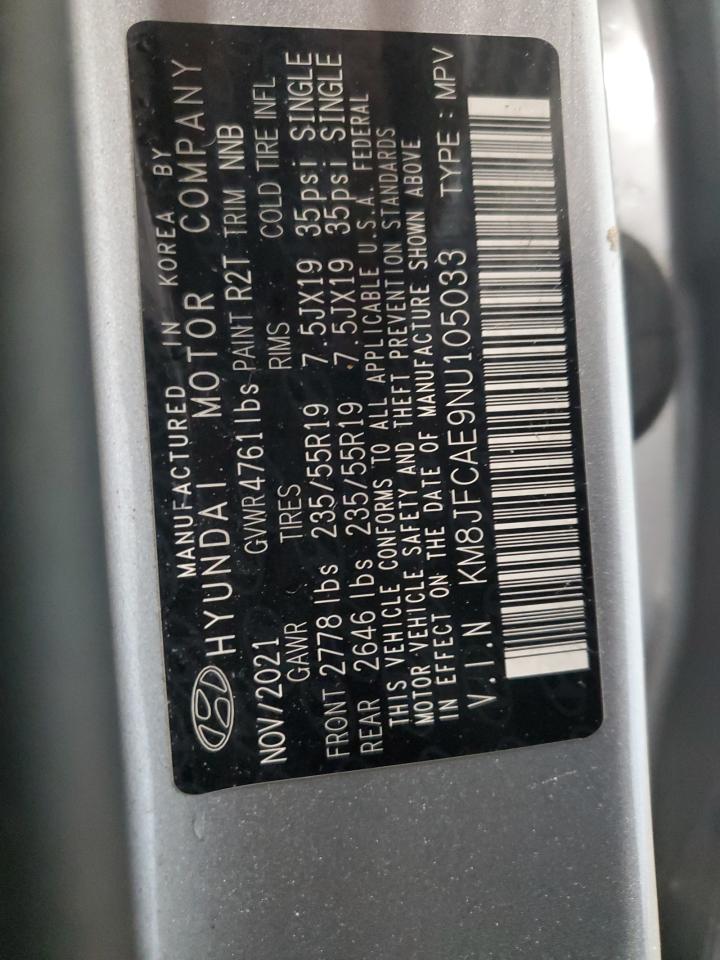 MANUFACTURED IN KOREA BY
HYUNDAI MOTOR COMPANY
NOV/2021 GVWR 4761 lbs PAINT R2T TRIM NNB
GAWR TIRES RIMS COLD TIRE INFL
FRONT 2778 lbs 235/55R19 7.5JX19 35psi SINGLE
REAR 2646 lbs 235/55R19 7.5JX19 35psi SINGLE
THIS VEHICLE CONFORMS TO ALL APPLICABLE U.S.A. FEDERAL
MOTOR VEHICLE SAFETY AND THEFT PREVENTION STANDARDS
IN EFFECT ON THE DATE OF MANUFACTURE SHOWN ABOVE
V.I.N KM8JFCAE9NU105033 TYPE : MPV